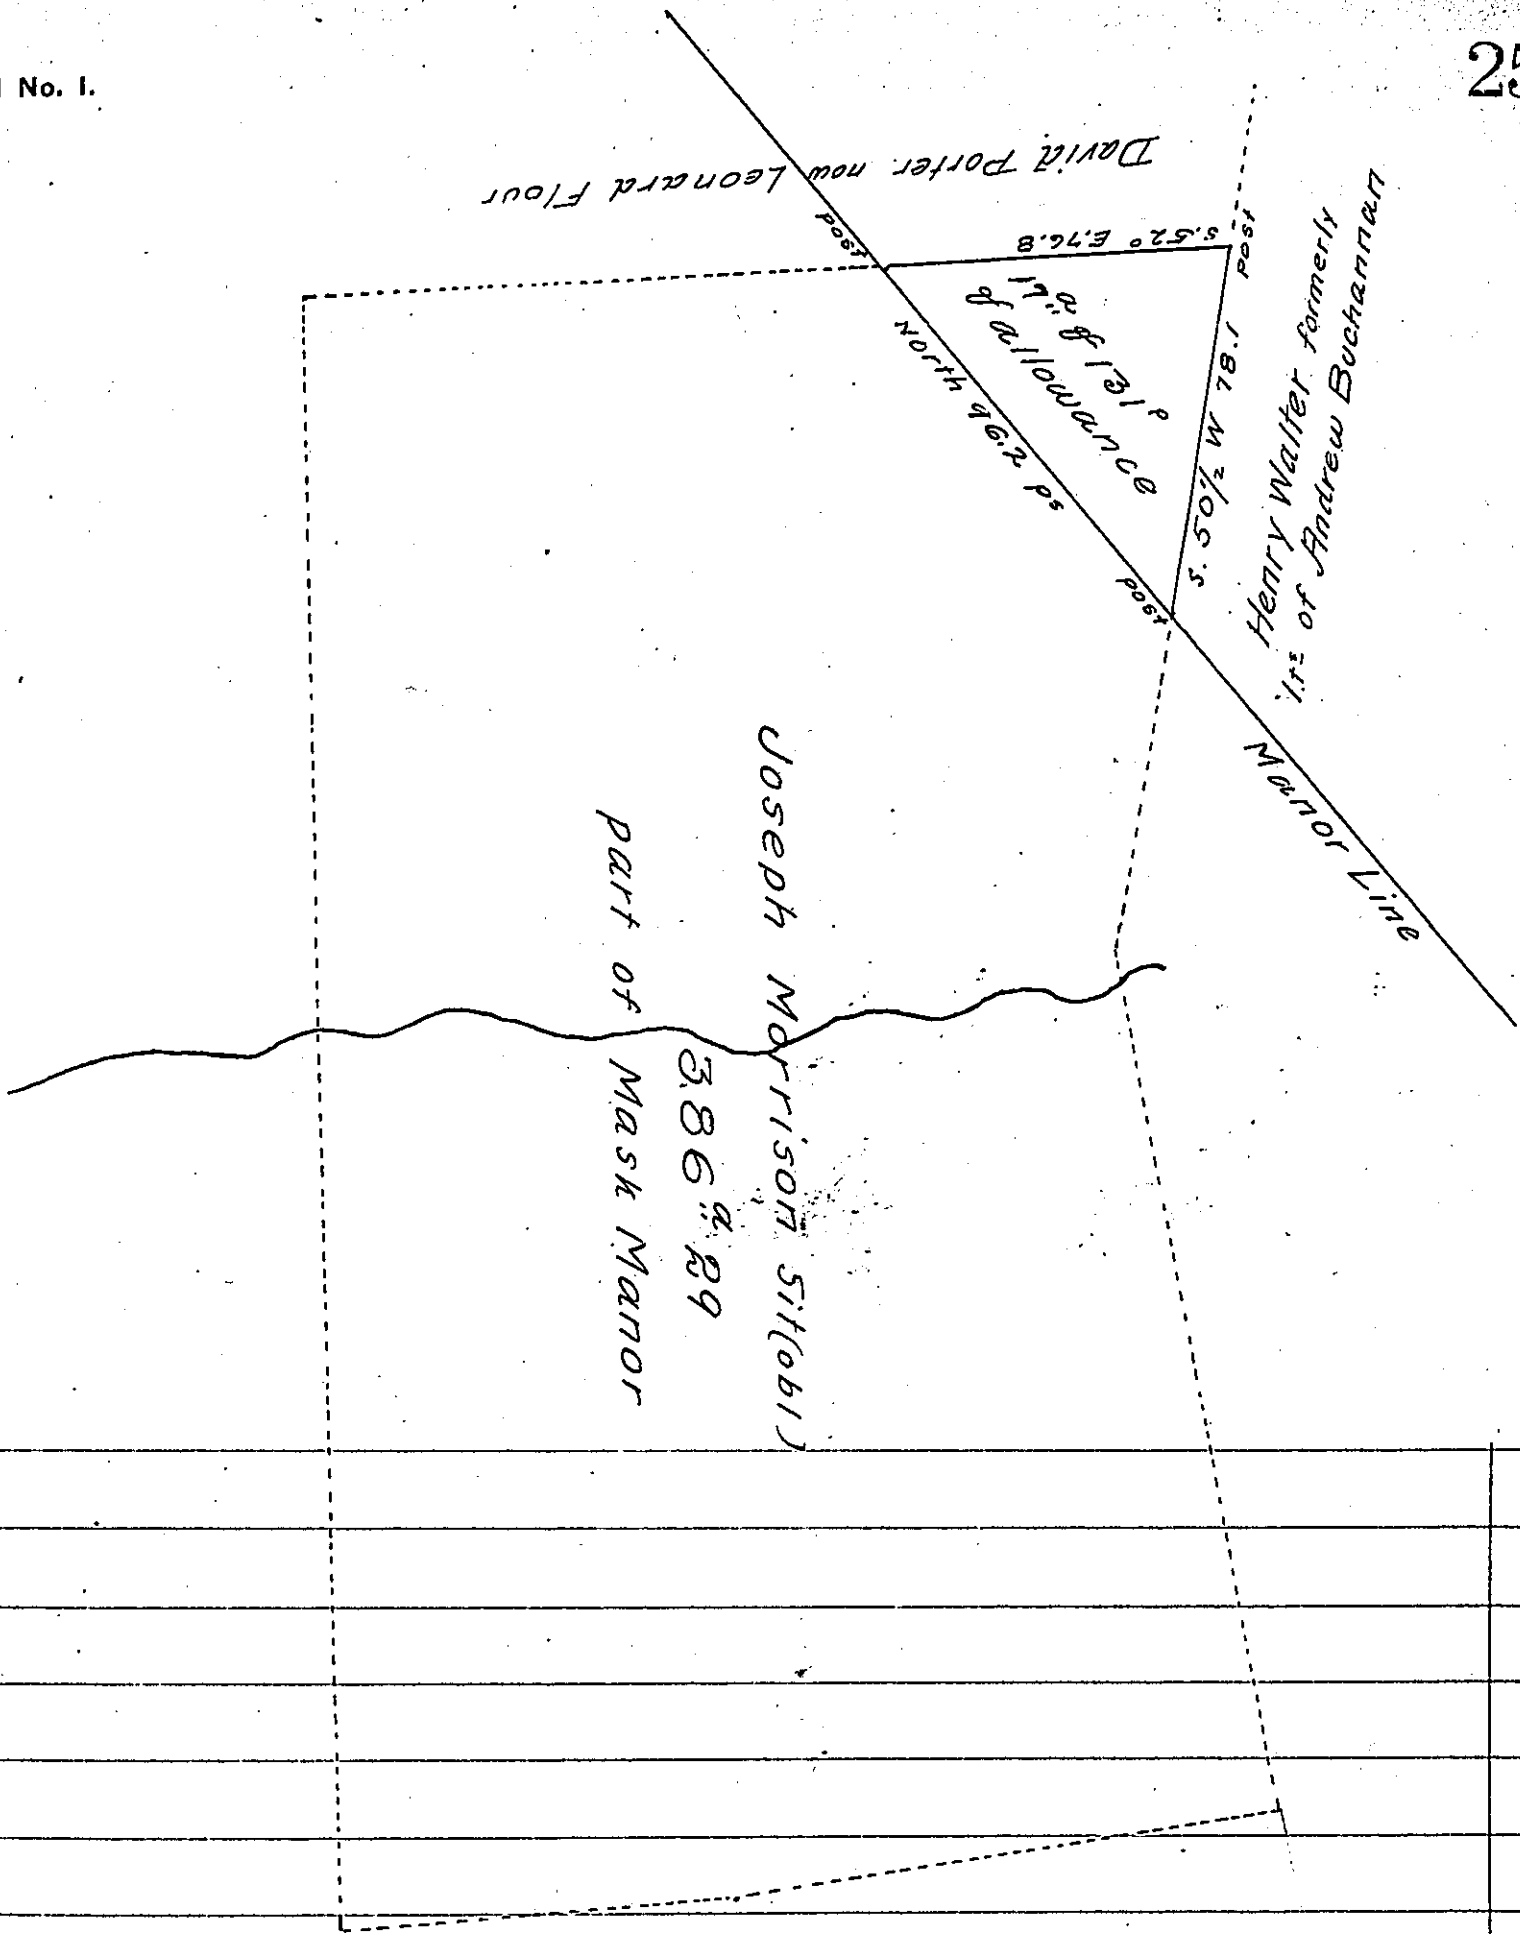 No. 1.
25
David Porter now Leonard Flour
post
S. 52° E. 76.8
post
North 96.2 ps
17a..131p
& allowance
S. 50½ W 78.1
post
Henry Walter formerly
of Andrew Buchannan
Manor Line
Joseph Morrison Sit(obl)
386a..29
part of Mask Manor